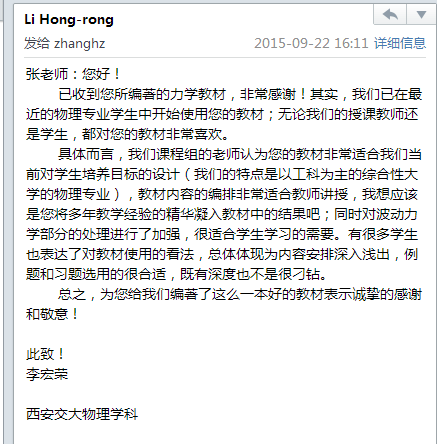 Li Hong-rong
发给 zhanghz 2015-09-22 16:11 详细信息
张老师：您好！
已收到您所编著的力学教材，非常感谢！其实，我们已在最
近的物理专业学生中开始使用您的教材；无论我们的授课教师还
是学生，都对您的教材非常喜欢。
具体而言，我们课程组的老师认为您的教材非常适合我们当
前对学生培养目标的设计（我们的特点是以工科为主的综合性大
学的物理专业），教材内容的编排非常适合教师讲授，我想应该
是您将多年教学经验的精华凝入教材中的结果吧；同时对波动力
学部分的处理进行了加强，很适合学生学习的需要。有很多学生
也表达了对教材使用的看法，总体体现为内容安排深入浅出，例
题和习题选用的很合适，既有深度也不是很刁钻。
总之，为您给我们编著了这么一本好的教材表示诚挚的感谢
和敬意！
此致！
李宏荣
西安交大物理学科